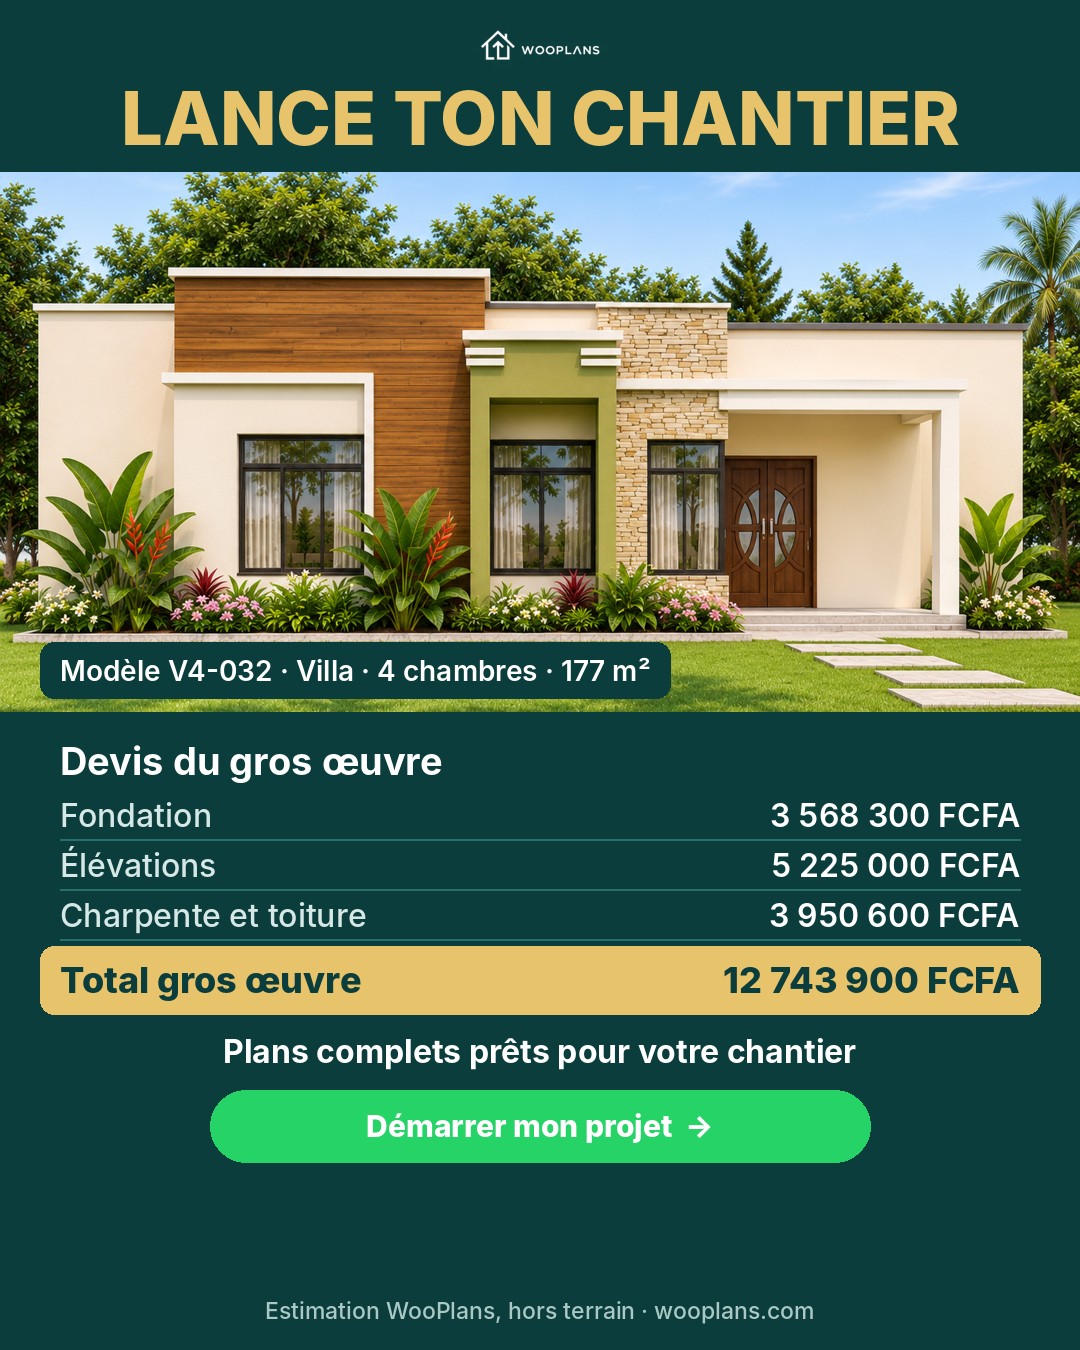 WOOPLANS
LANCE TON CHANTIER
Modèle V4-032 · Villa · 4 chambres · 177 m²
Devis du gros œuvre
Fondation 3 568 300 FCFA
Élévations 5 225 000 FCFA
Charpente et toiture 3 950 600 FCFA
Total gros œuvre 12 743 900 FCFA
Plans complets prêts pour votre chantier
Démarrer mon projet →
Estimation WooPlans, hors terrain · wooplans.com